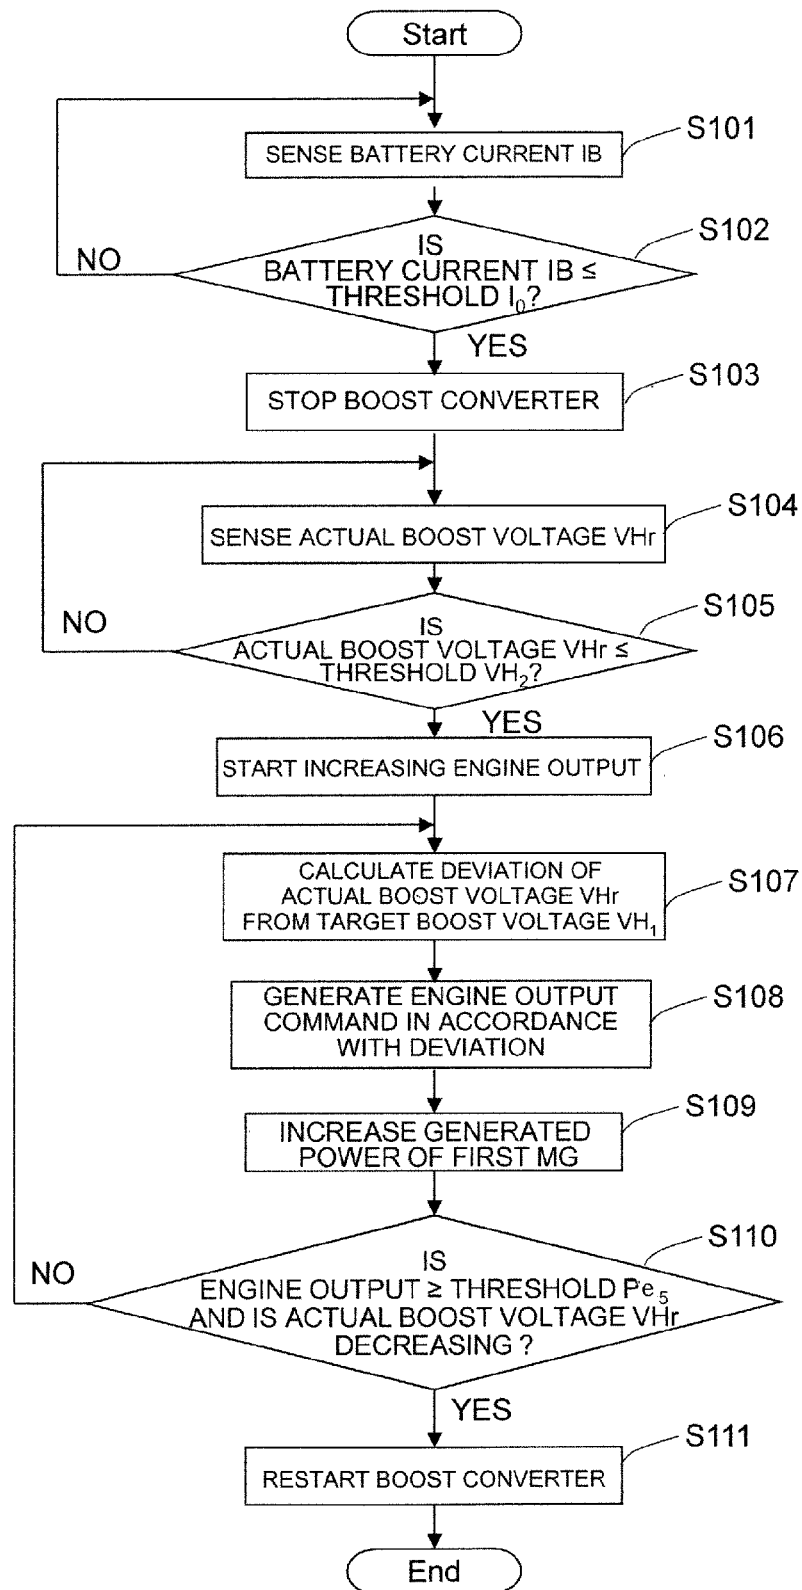 Start
S101
SENSE BATTERY CURRENT IB
S102
NO
IS
BATTERY CURRENT IB ≤
THRESHOLD I₀?
YES
S103
STOP BOOST CONVERTER
S104
SENSE ACTUAL BOOST VOLTAGE VHr
S105
NO
IS
ACTUAL BOOST VOLTAGE VHr ≤
THRESHOLD VH₂?
YES
S106
START INCREASING ENGINE OUTPUT
S107
CALCULATE DEVIATION OF
ACTUAL BOOST VOLTAGE VHr
FROM TARGET BOOST VOLTAGE VH₁
S108
GENERATE ENGINE OUTPUT
COMMAND IN ACCORDANCE
WITH DEVIATION
S109
INCREASE GENERATED
POWER OF FIRST MG
S110
NO
IS
ENGINE OUTPUT ≥ THRESHOLD Pe₅
AND IS ACTUAL BOOST VOLTAGE VHr
DECREASING ?
YES
S111
RESTART BOOST CONVERTER
End